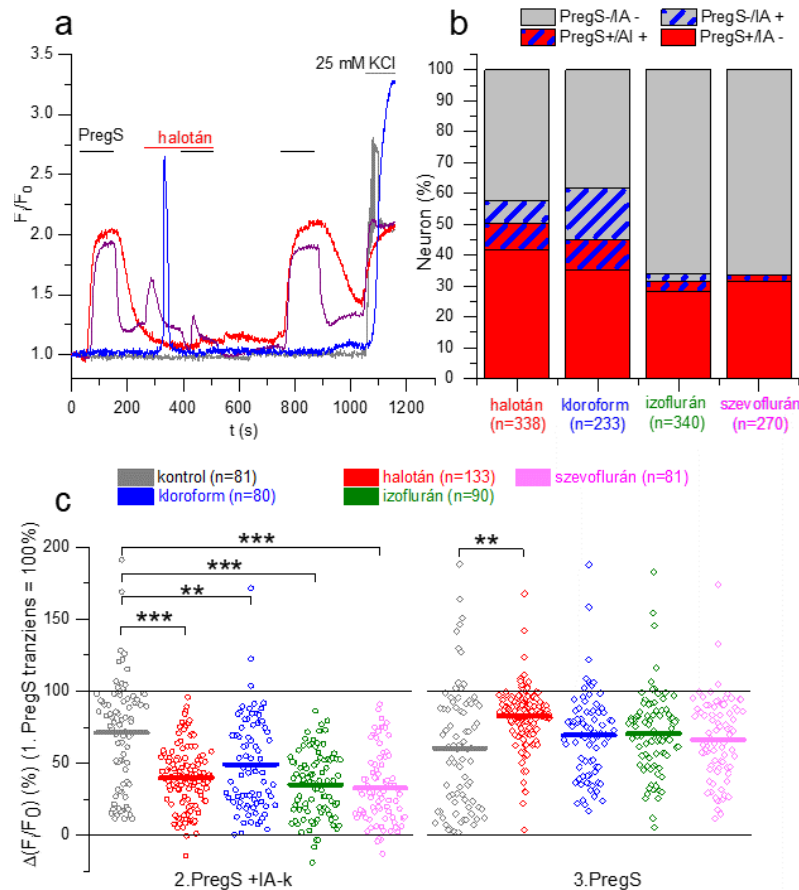 a
25 mM KCl
PregS
halotán
3.5
3.0
2.5
2.0
1.5
1.0
F/F0
0 200 400 600 800 1000 1200
t (s)
b
PregS-/IA - PregS-/IA +
PregS+/AI + PregS+/IA -
100
90
80
70
60
50
40
30
20
10
0
Neuron (%)
halotán kloroform izoflurán szevoflurán
(n=338) (n=233) (n=340) (n=270)
c
kontrol (n=81) halotán (n=133) szevoflurán (n=81)
kloroform (n=80) izoflurán (n=90)
200
150
100
50
0
Δ(F/F0) (%) (1. PregS tranziens = 100%)
***
***
**
***
**
2.PregS +IA-k 3.PregS